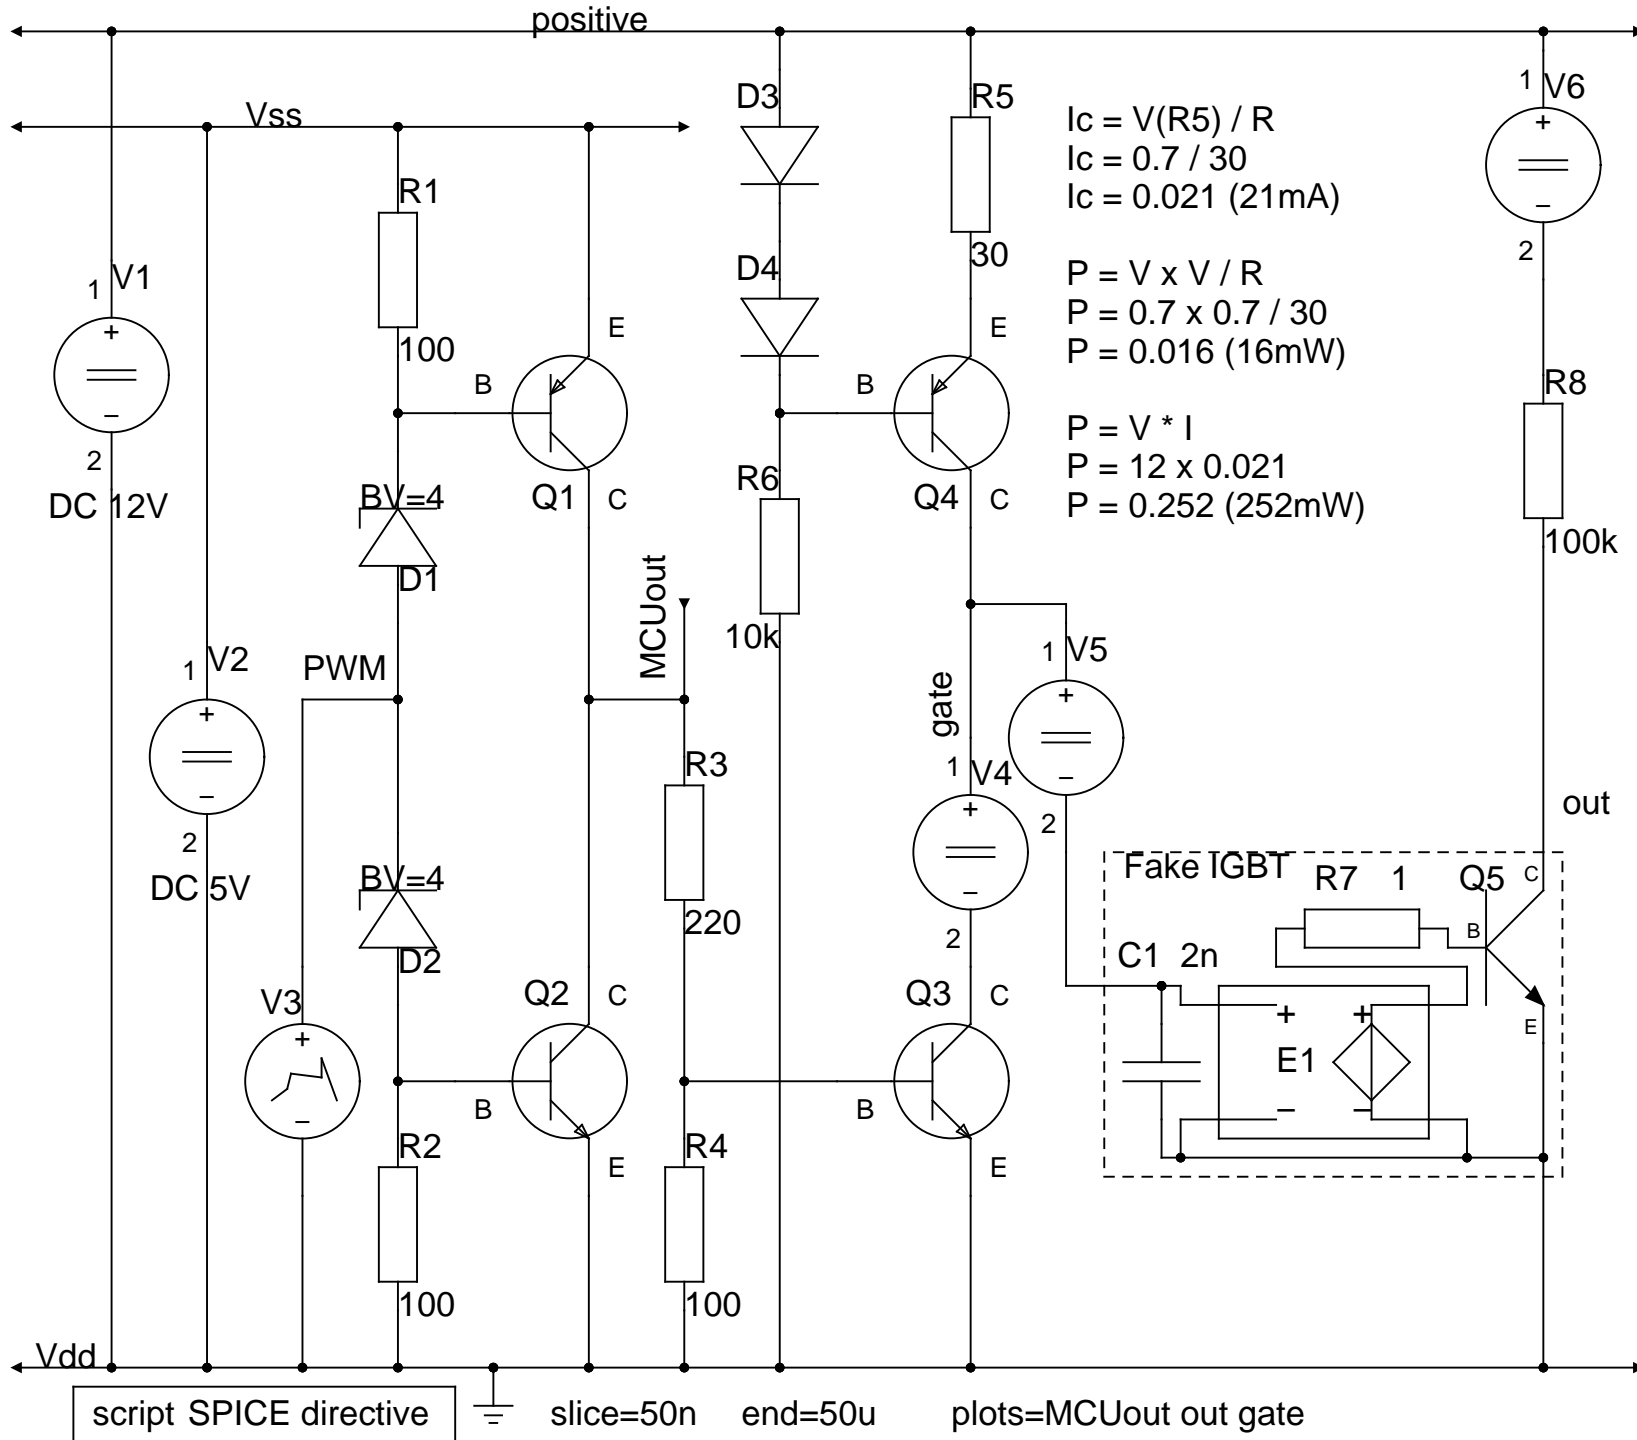 positive
Vss
D3
R5
1 V6
+
−
2
Ic = V(R5) / R
Ic = 0.7 / 30
Ic = 0.021 (21mA)
P = V x V / R
P = 0.7 x 0.7 / 30
P = 0.016 (16mW)
P = V * I
P = 12 x 0.021
P = 0.252 (252mW)
R1
100
30
D4
1 V1
+
−
2
DC 12V
E
B
Q1 C
BV=4
D1
E
B
Q4 C
R6
10k
R8
100k
MCUout
PWM
1 V2
+
−
2
DC 5V
gate
1 V5
+
−
2
R3
220
1 V4
+
−
2
out
BV=4
D2
V3
+
−
Q2 C
B
E
Q3 C
B
E
Fake IGBT
R7 1
Q5 C
B
E
C1 2n
+ +
E1
− −
R2
100
R4
100
Vdd
script SPICE directive
slice=50n end=50u plots=MCUout out gate